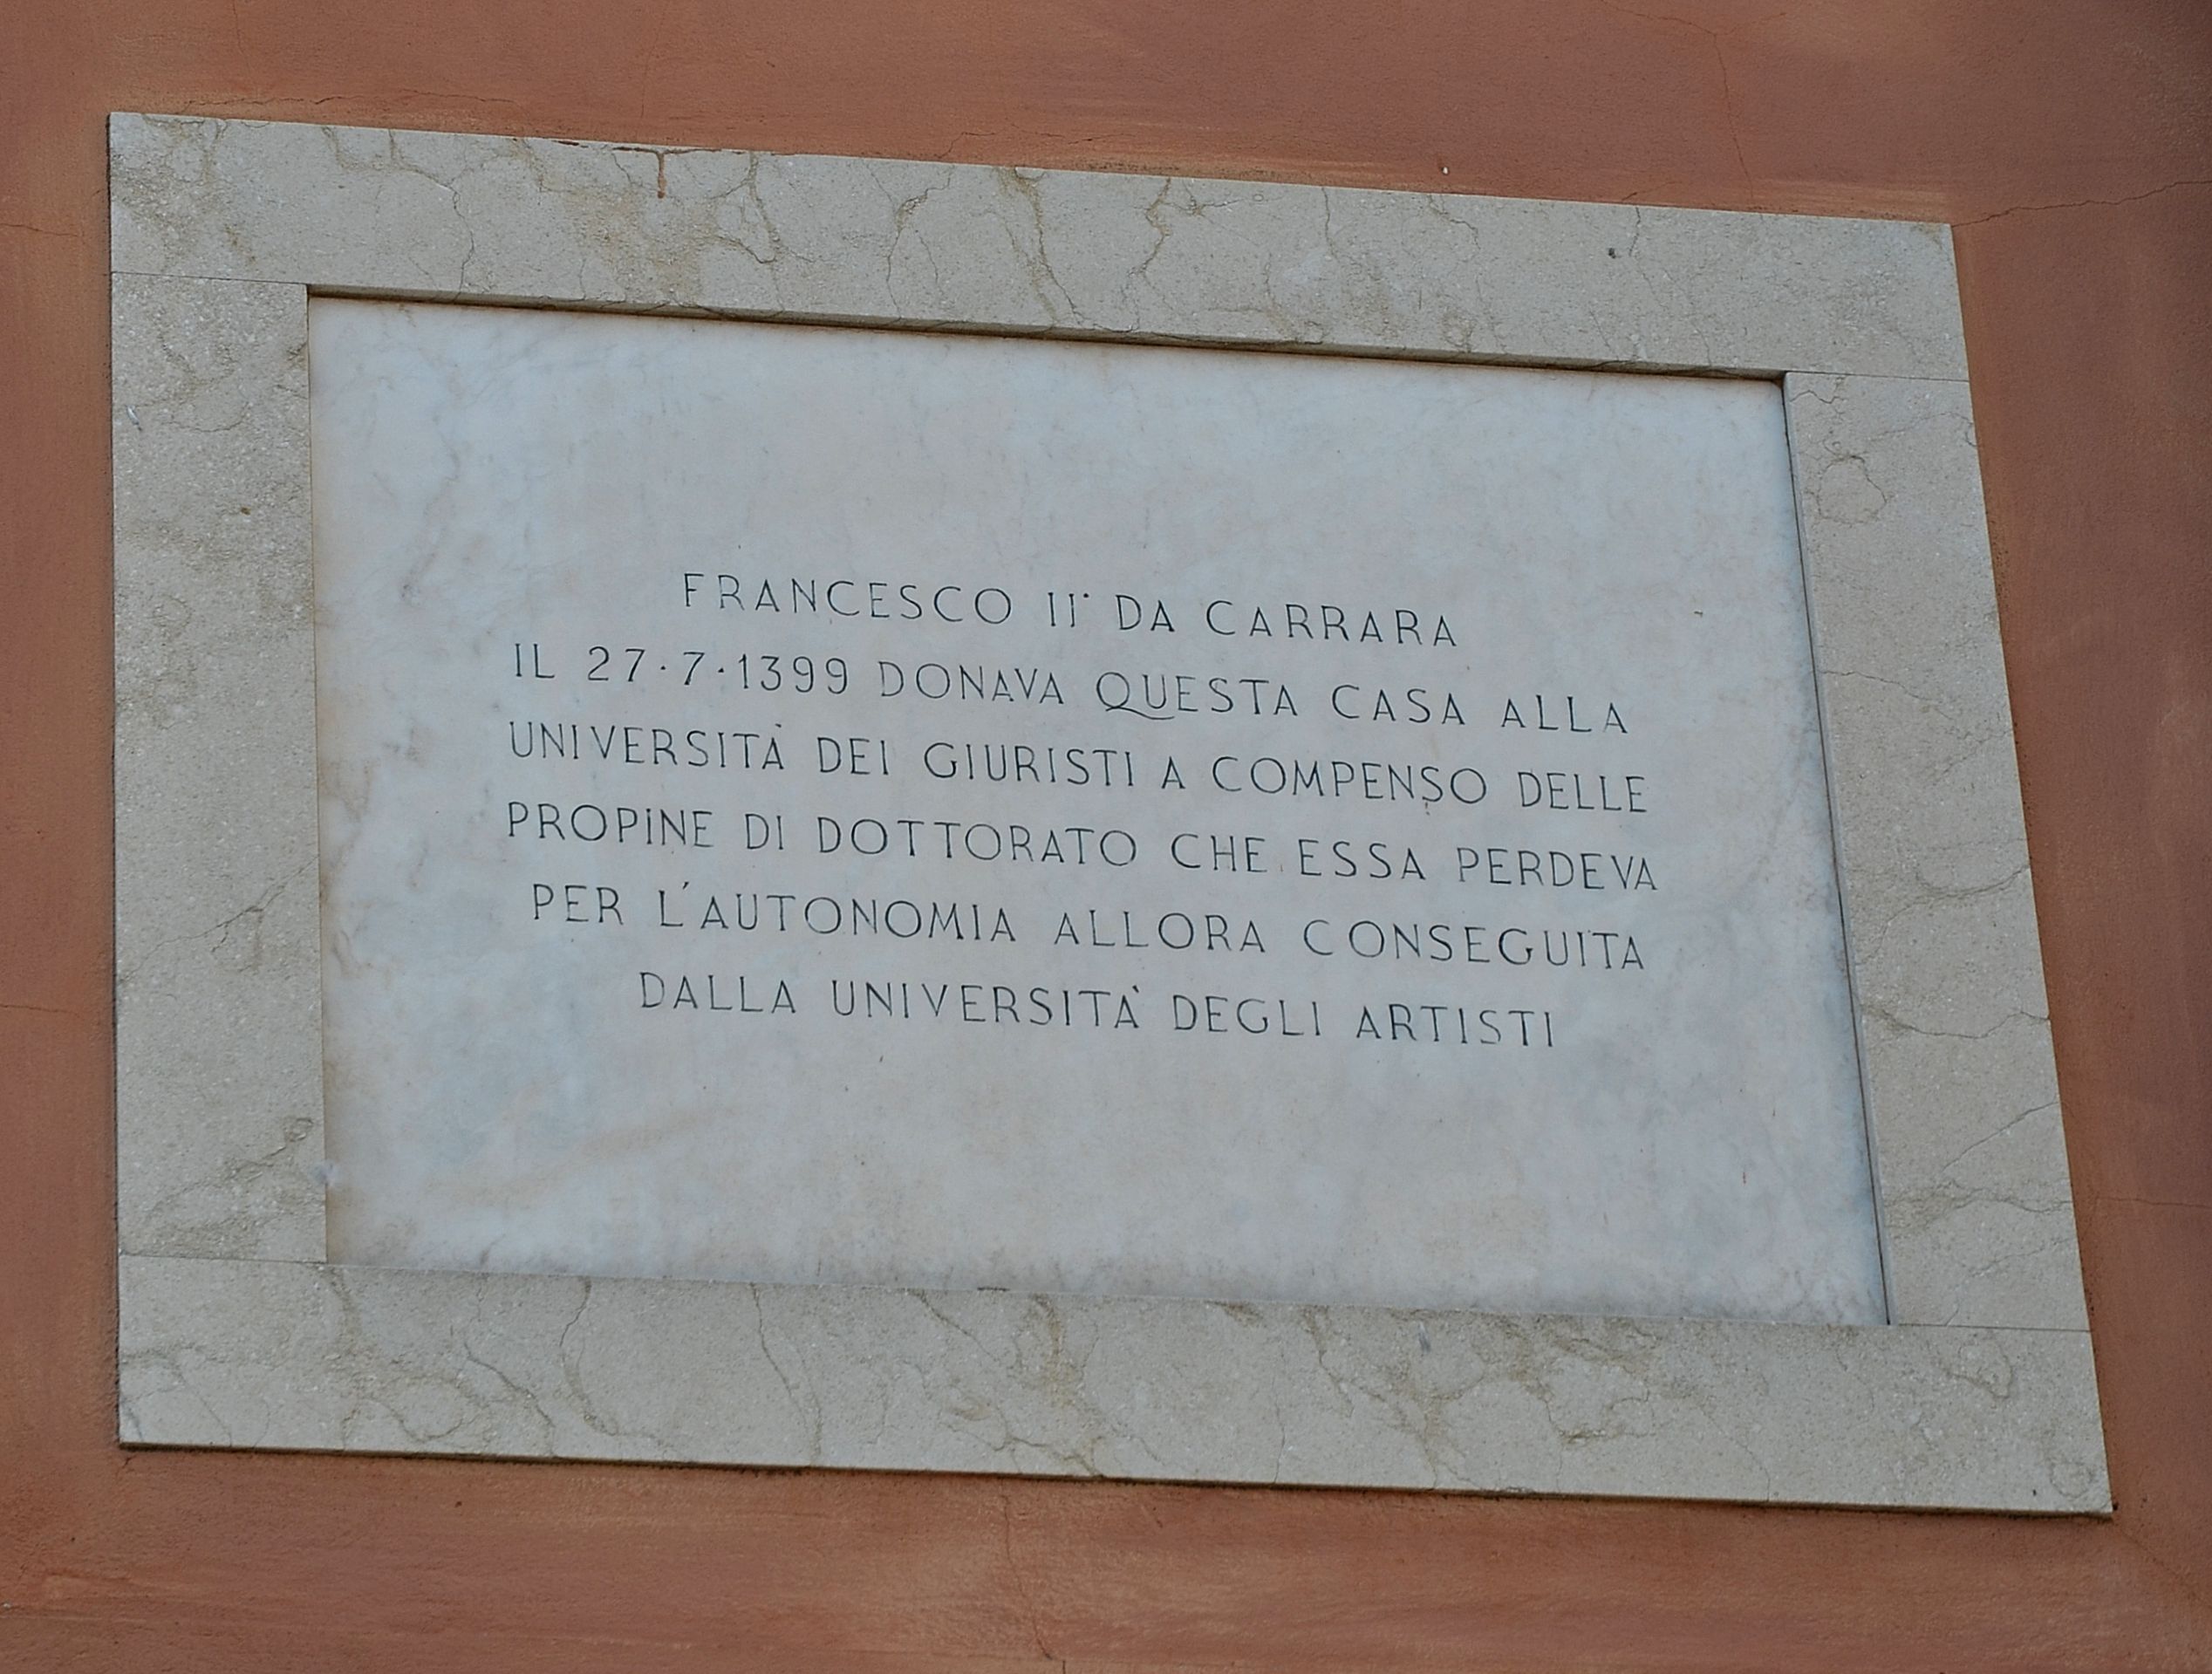 FRANCESCO II° DA CARRARA
IL 27·7·1399 DONAVA QUESTA CASA ALLA
UNIVERSITÀ DEI GIURISTI A COMPENSO DELLE
PROPINE DI DOTTORATO CHE ESSA PERDEVA
PER L'AUTONOMIA ALLORA CONSEGUITA
DALLA UNIVERSITÀ DEGLI ARTISTI